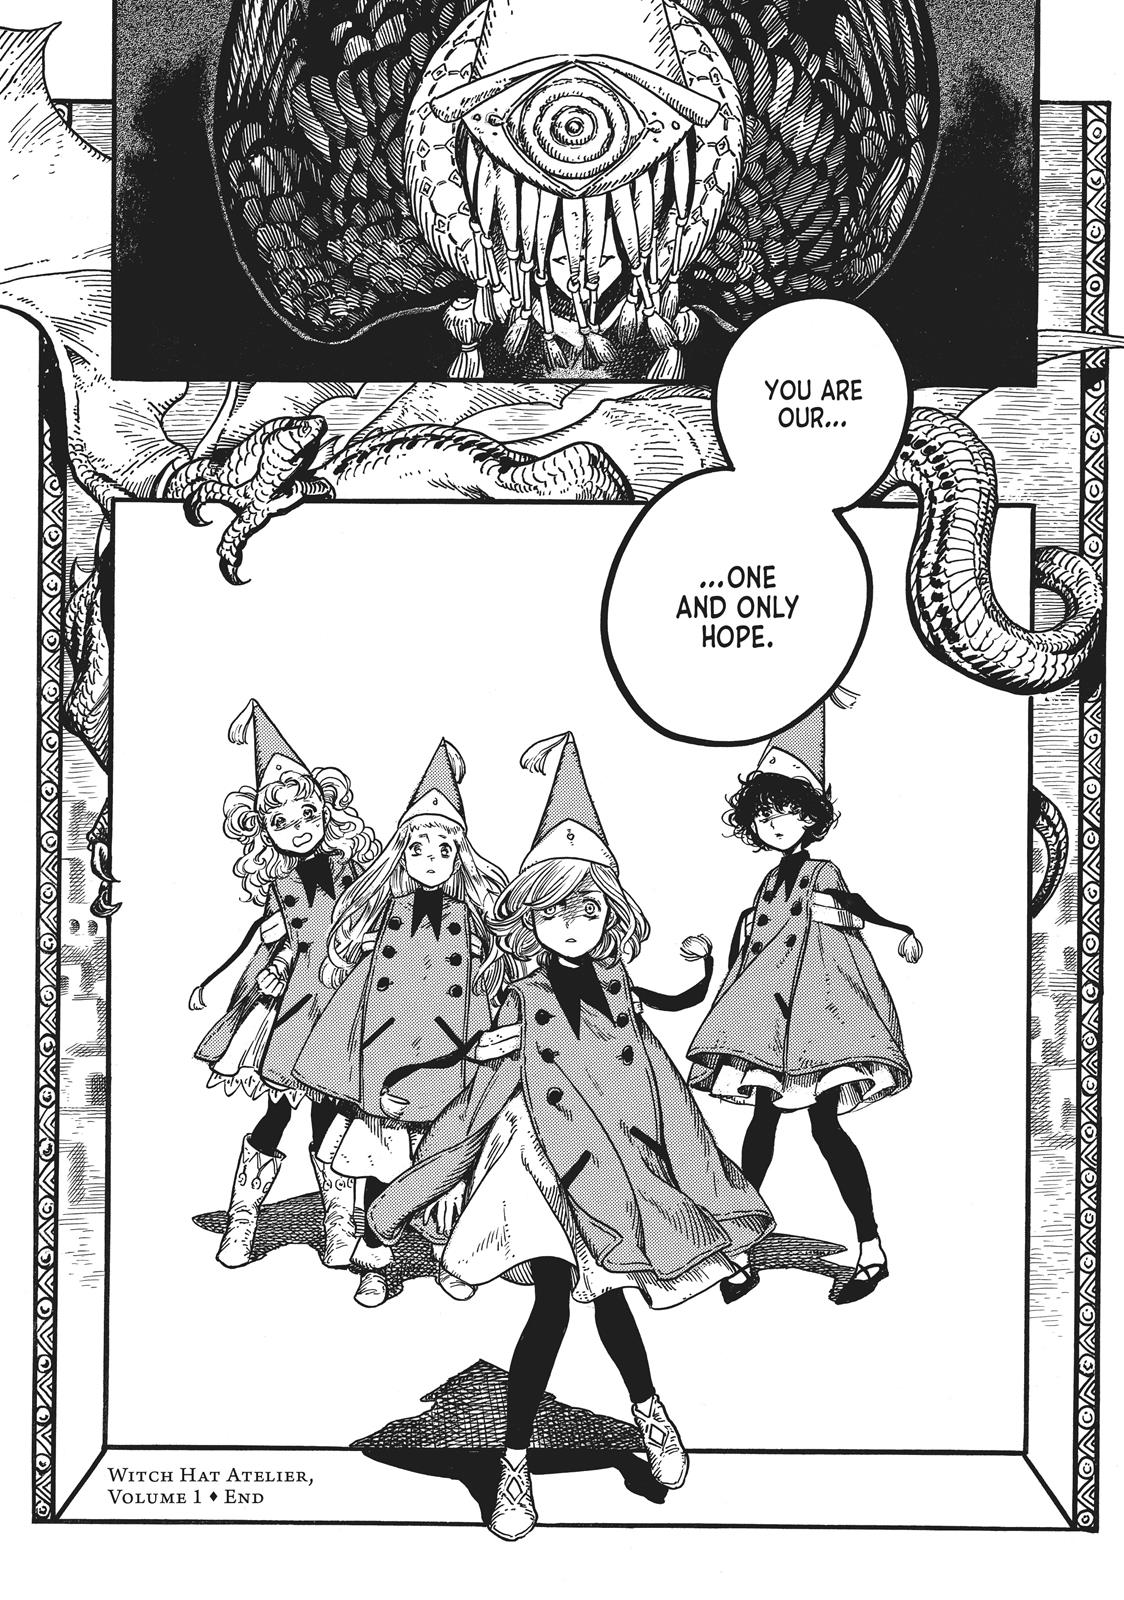 YOU ARE
OUR...
...ONE
AND ONLY
HOPE.
Witch Hat Atelier,
Volume 1 ♦ End